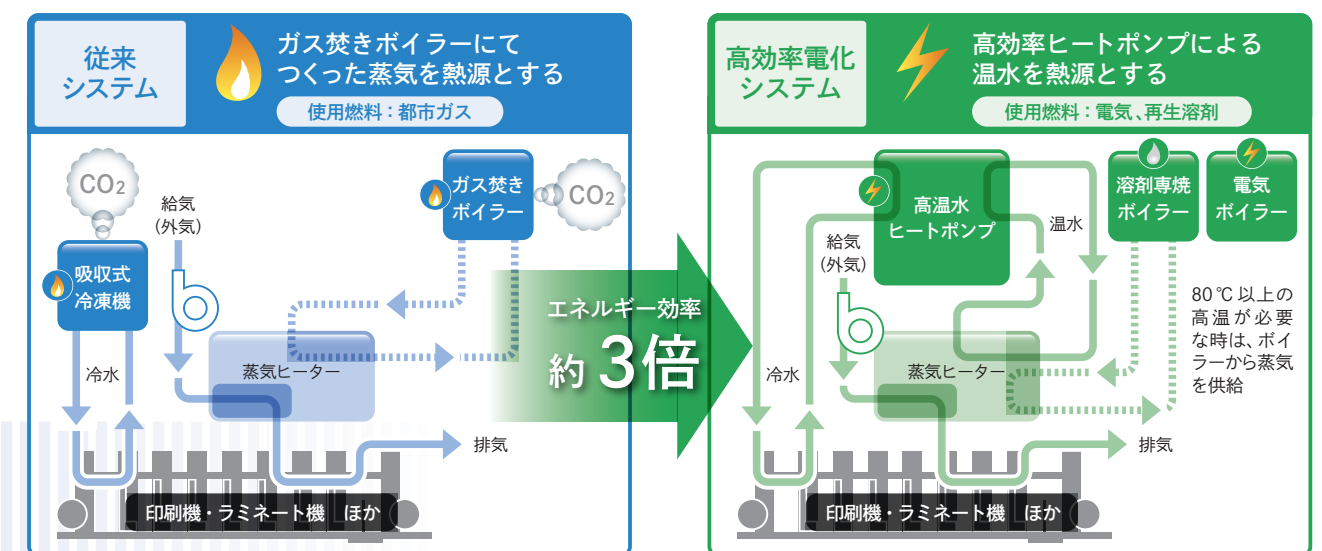 従来
システム
ガス焚きボイラーにて
つくった蒸気を熱源とする
使用燃料：都市ガス
CO2
給気
(外気)
ガス焚き
ボイラー
CO2
吸収式
冷凍機
冷水
蒸気ヒーター
排気
印刷機・ラミネート機　ほか
エネルギー効率
約3倍
高効率電化
システム
高効率ヒートポンプによる
温水を熱源とする
使用燃料：電気、再生溶剤
高温水
ヒートポンプ
温水
溶剤専焼
ボイラー
電気
ボイラー
給気
(外気)
80℃以上の
高温が必要
な時は、ボイ
ラーから蒸気
を供給
冷水
蒸気ヒーター
排気
印刷機・ラミネート機　ほか